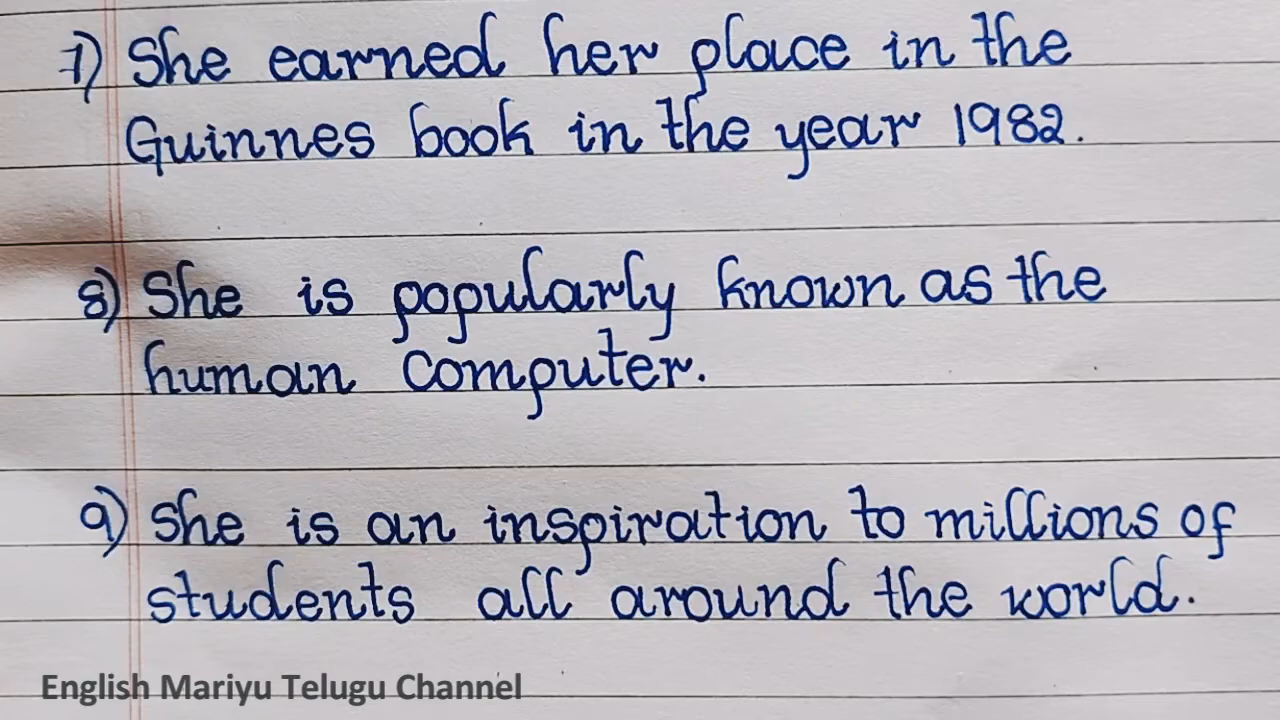 7) She earned her place in the
Guinnes book in the year 1982.
8) She is popularly known as the
human computer.
9) She is an inspiration to millions of
students all around the world.
English Mariyu Telugu Channel